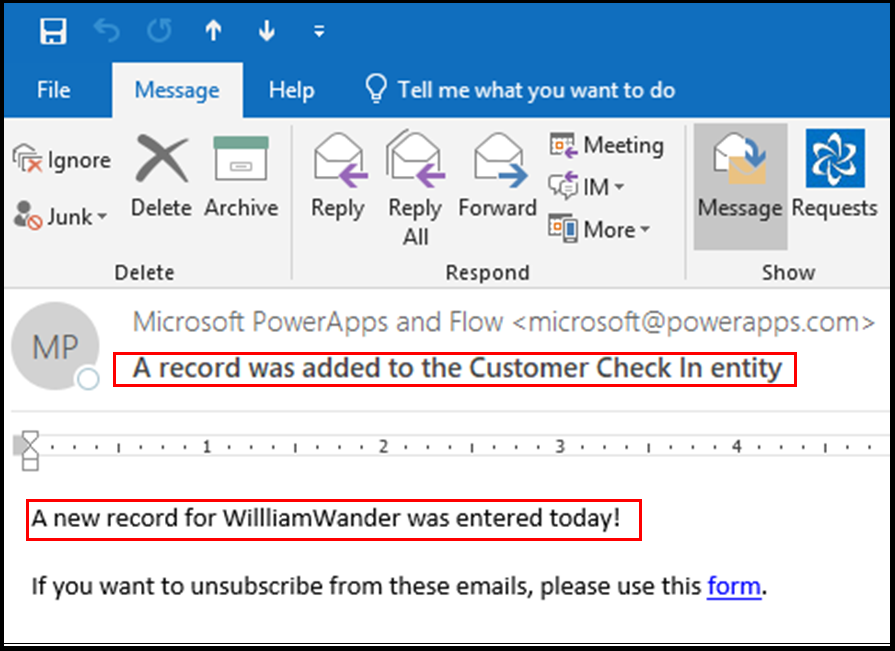 File Message Help Tell me what you want to do
Ignore
Junk
Delete
Archive
Reply
Reply All
Forward
Meeting
IM
More
Message
Requests
Delete Respond Show
MP
Microsoft PowerApps and Flow <microsoft@powerapps.com>
A record was added to the Customer Check In entity
1 2 3 4
A new record for WillliamWander was entered today!
If you want to unsubscribe from these emails, please use this form.